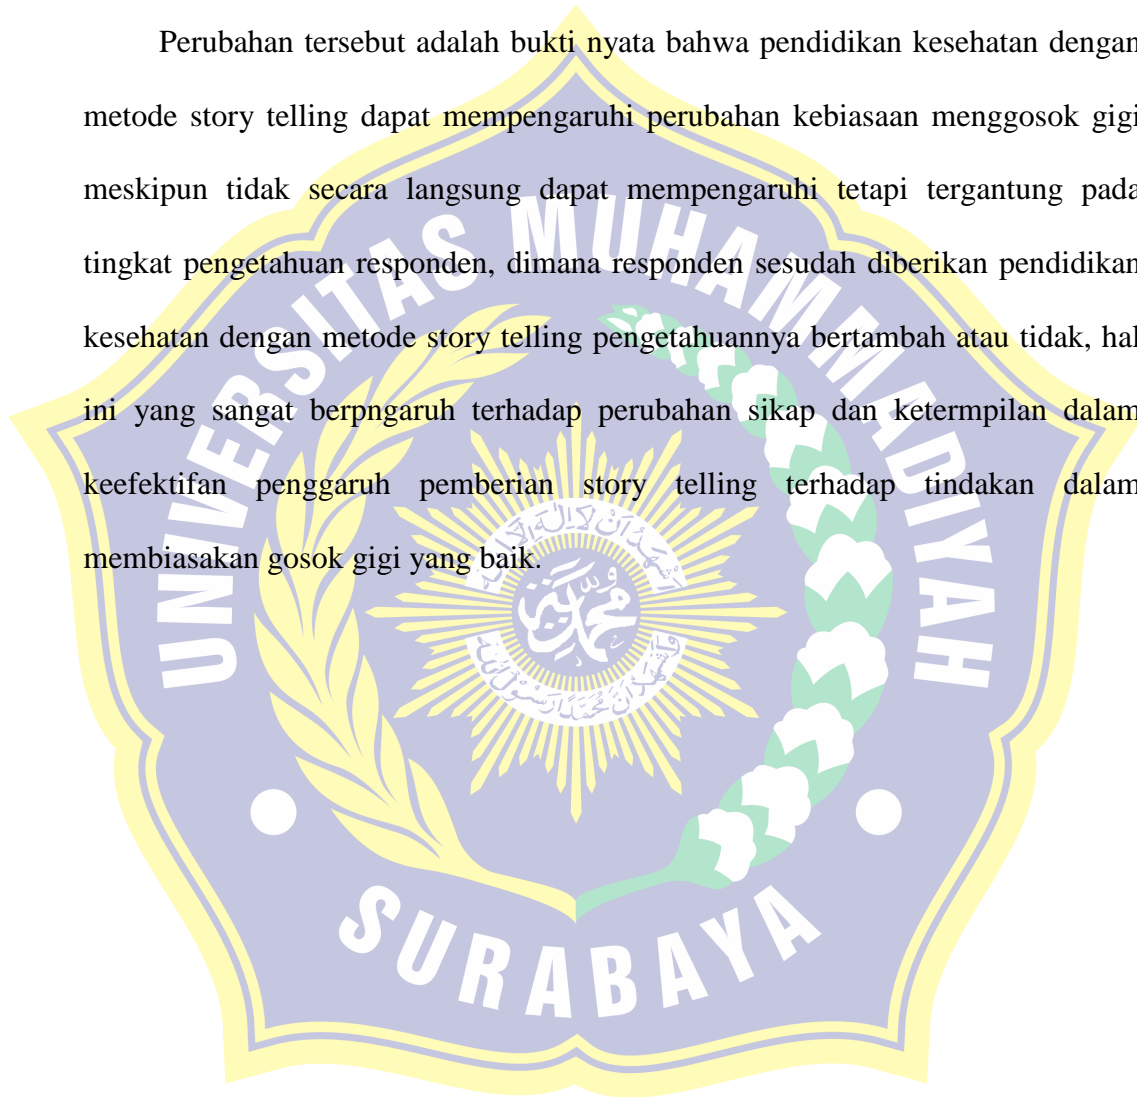 Perubahan tersebut adalah bukti nyata bahwa pendidikan kesehatan dengan
metode story telling dapat mempengaruhi perubahan kebiasaan menggosok gigi
meskipun tidak secara langsung dapat mempengaruhi tetapi tergantung pada
tingkat pengetahuan responden, dimana responden sesudah diberikan pendidikan
kesehatan dengan metode story telling pengetahuannya bertambah atau tidak, hal
ini yang sangat berpngaruh terhadap perubahan sikap dan ketermpilan dalam
keefektifan penggaruh pemberian story telling terhadap tindakan dalam
membiasakan gosok gigi yang baik.
UNIVERSITAS MUHAMMADIYAH
SURABAYA